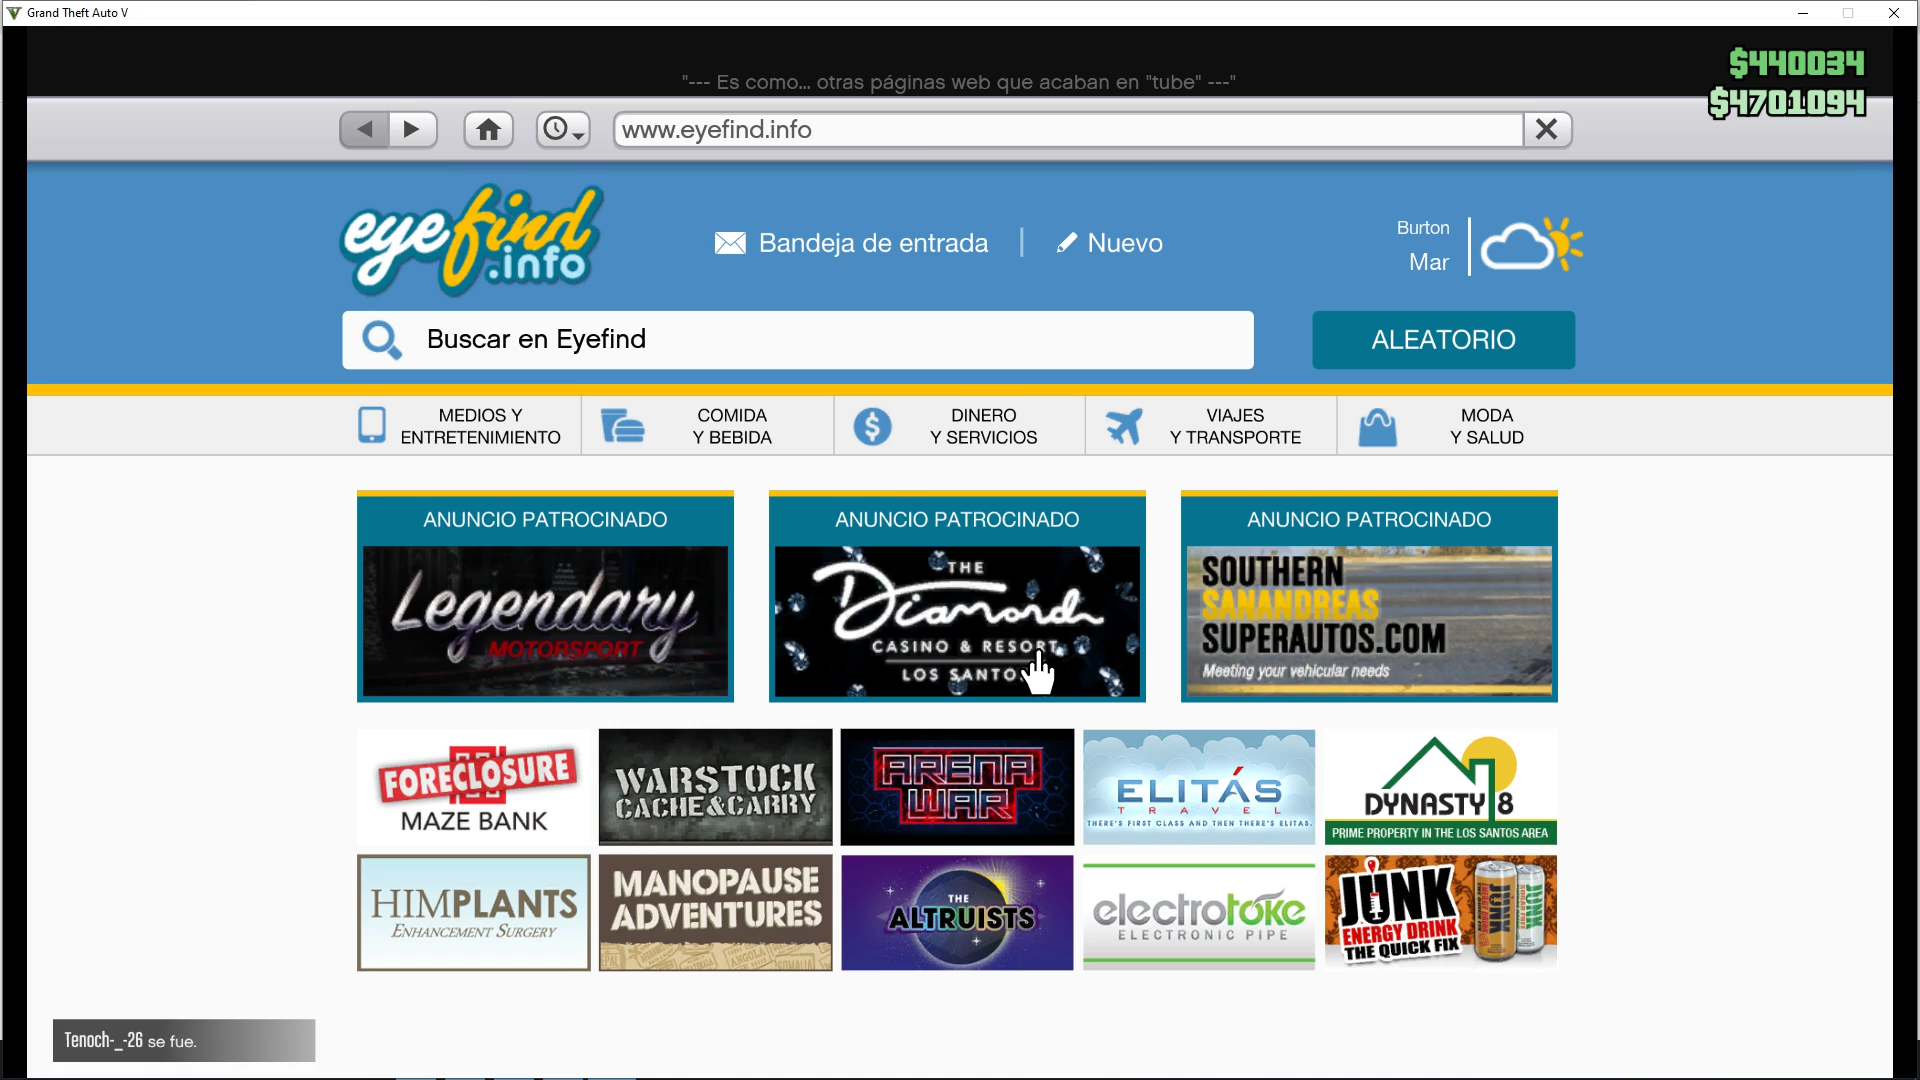 Grand Theft Auto V
$440034
"--- Es como... otras páginas web que acaban en "tube" ---"
$4701094
www.eyefind.info
eyefind
.info
Bandeja de entrada
Nuevo
Burton
Mar
Buscar en Eyefind
ALEATORIO
MEDIOS Y
ENTRETENIMIENTO
COMIDA
Y BEBIDA
DINERO
Y SERVICIOS
VIAJES
Y TRANSPORTE
MODA
Y SALUD
ANUNCIO PATROCINADO
Legendary
MOTORSPORT
ANUNCIO PATROCINADO
THE
Diamond
CASINO & RESORT
LOS SANTOS
ANUNCIO PATROCINADO
SOUTHERN
SANANDREAS
SUPERAUTOS.COM
Meeting your vehicular needs
FORECLOSURE
MAZE BANK
WARSTOCK
CACHE&CARRY
ARENA
WAR
ELITÁS
TRAVEL
THERE'S FIRST CLASS AND THEN THERE'S ELITAS.
DYNASTY 8
PRIME PROPERTY IN THE LOS SANTOS AREA
HIMPLANTS
ENHANCEMENT SURGERY
MANOPAUSE
ADVENTURES
ANGOLA
SOMALIA
THE
ALTRUISTS
electrotoke
ELECTRONIC PIPE
JUNK
ENERGY DRINK
THE QUICK FIX
JUNK
JUNK
Tenoch-_-26 se fue.